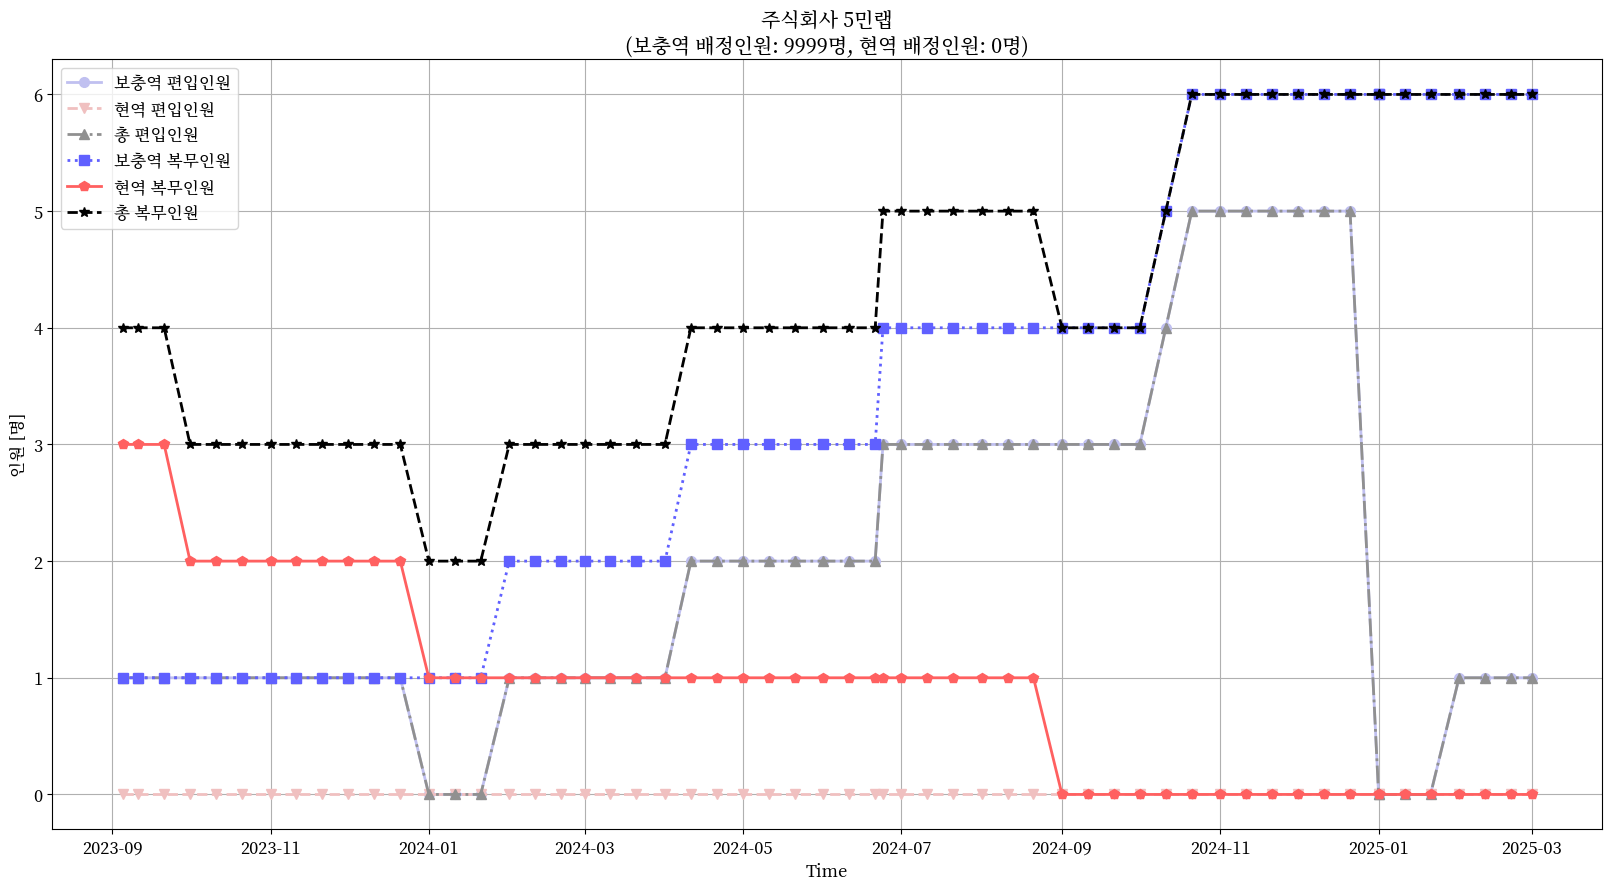 주식회사 5민랩
(보충역 배정인원: 9999명, 현역 배정인원: 0명)
보충역 편입인원
현역 편입인원
총 편입인원
보충역 복무인원
현역 복무인원
총 복무인원
인원 [명]
6
5
4
3
2
1
0
2023-09
2023-11
2024-01
2024-03
2024-05
2024-07
2024-09
2024-11
2025-01
2025-03
Time